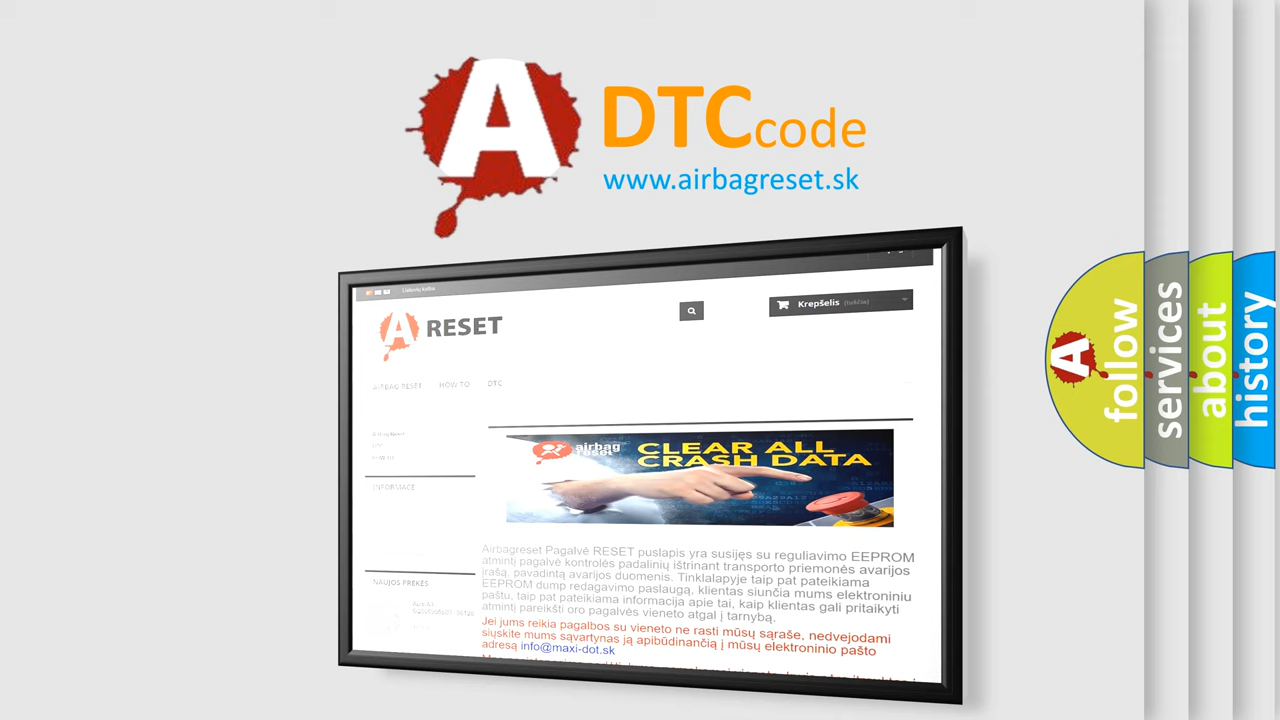 A
DTCcode
www.airbagreset.sk
Lietuvių kalba
A RESET
Krepšelis (tuščia)
AIRBAG RESET HOW TO DTC
INFORMACE
airbag
reset
CLEAR ALL
CRASH DATA
Airbagreset Pagalvė RESET puslapis yra susijęs su reguliavimo EEPROM
atmintį pagalvė kontrolės padalinių ištrinant transporto priemonės avarijos
įrašą, pavadintą avarijos duomenis. Tinklalapyje taip pat pateikiama
EEPROM dump redagavimo paslaugą, klientas siunčia mums elektroniniu
paštu, taip pat pateikiama informacija apie tai, kaip klientas gali pritaikyti
atmintį pareikšti oro pagalvės vieneto atgal į tarnybą.
Jei jums reikia pagalbos su vieneto ne rasti mūsų sąraše, nedvejodami
siųskite mums sąvartynas ją apibūdinančią į mūsų elektroninio pašto
adresą info@maxi-dot.sk
NAUJOS PREKĖS
A
follow
services
about
history